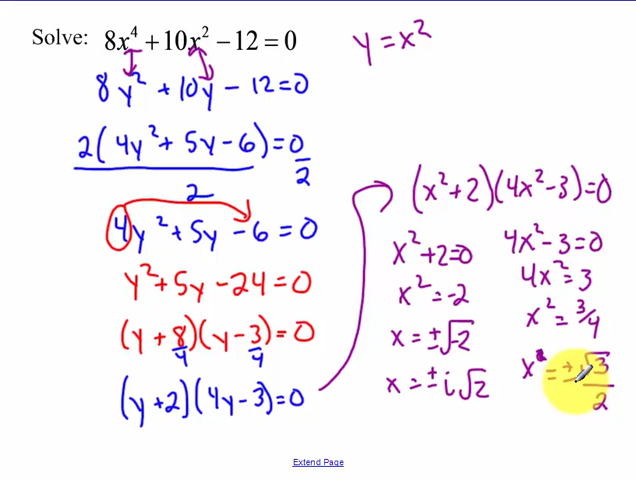 Solve: 8x⁴ + 10x² − 12 = 0
y = x²
8y² + 10y − 12 = 0
2(4y² + 5y − 6) = 0
2 2
4y² + 5y − 6 = 0
y² + 5y − 24 = 0
(y + 8/4)(y − 3/4) = 0
(y + 2)(4y − 3) = 0
(x² + 2)(4x² − 3) = 0
x² + 2 = 0
x² = −2
x = ±√−2
x = ± i√2
4x² − 3 = 0
4x² = 3
x² = 3/4
x = ±√3/2
Extend Page